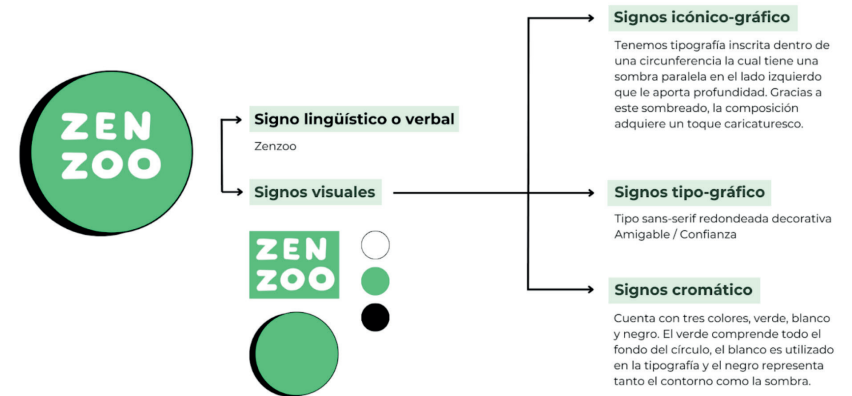 ZEN
ZOO
Signo lingüístico o verbal
Zenzoo
Signos visuales
ZEN
ZOO
Signos icónico-gráfico
Tenemos tipografía inscrita dentro de
una circunferencia la cual tiene una
sombra paralela en el lado izquierdo
que le aporta profundidad. Gracias a
este sombreado, la composición
adquiere un toque caricaturesco.
Signos tipo-gráfico
Tipo sans-serif redondeada decorativa
Amigable / Confianza
Signos cromático
Cuenta con tres colores, verde, blanco
y negro. El verde comprende todo el
fondo del círculo, el blanco es utilizado
en la tipografía y el negro representa
tanto el contorno como la sombra.